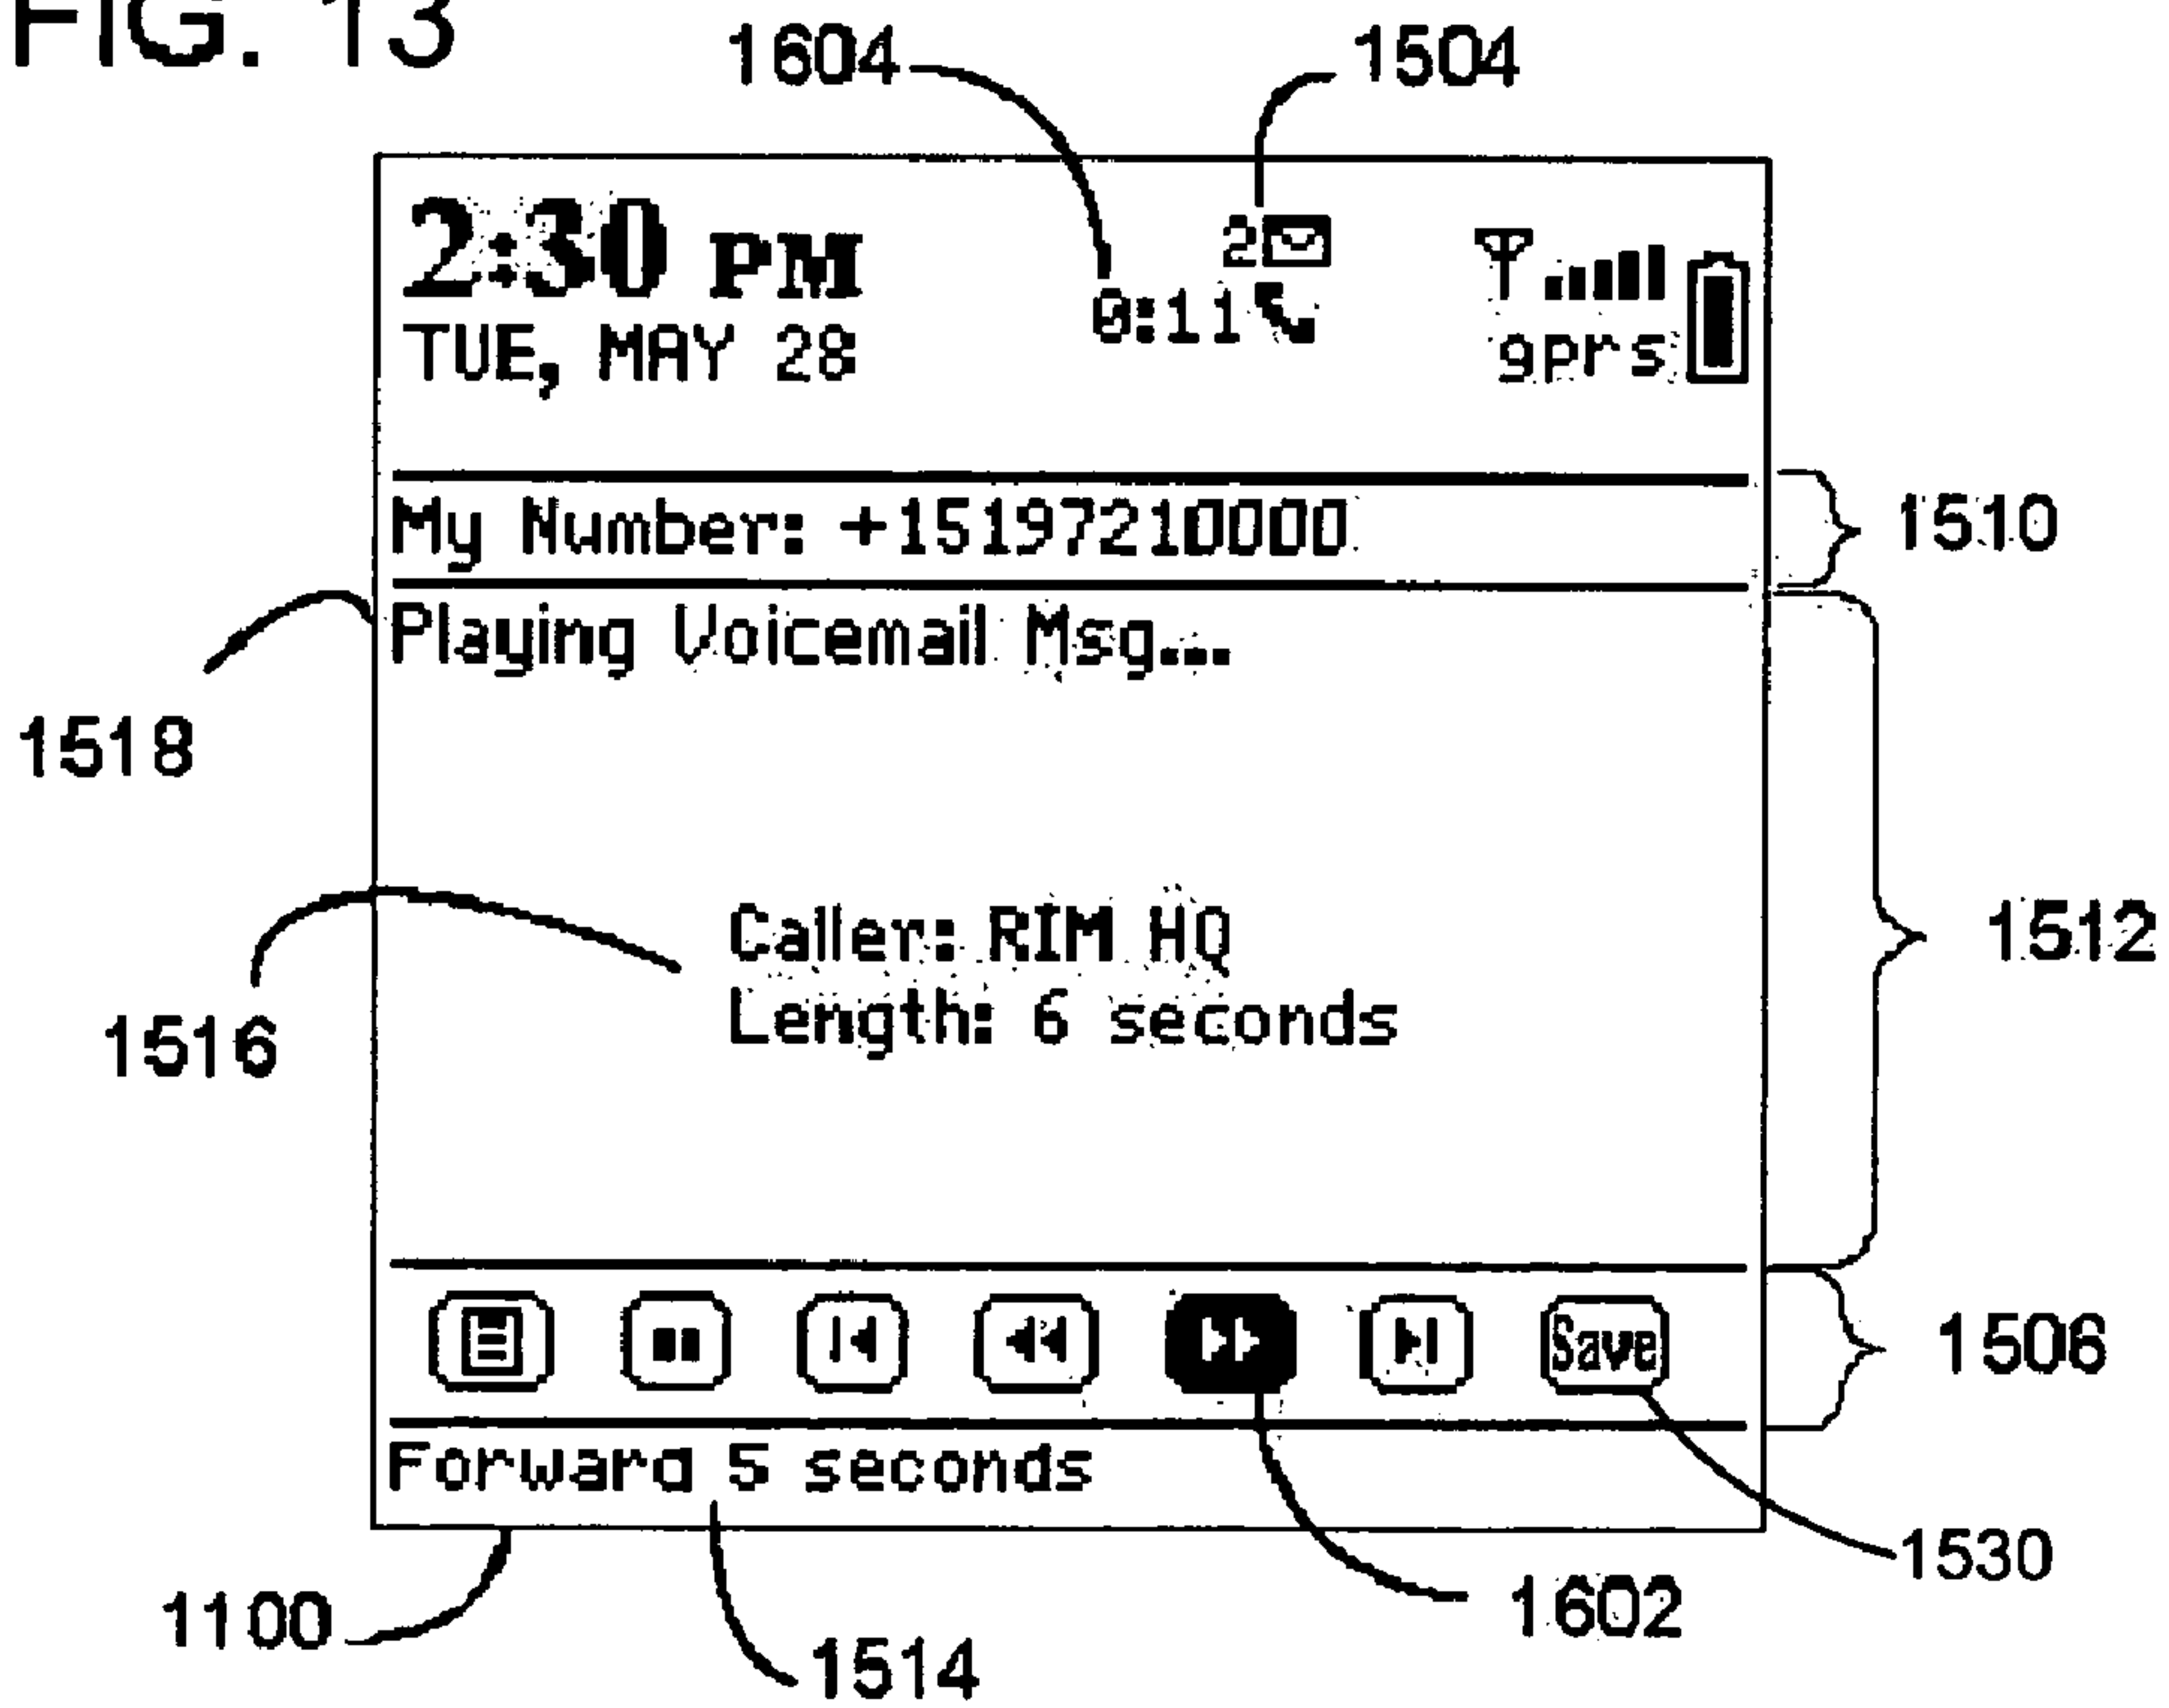 FIG. 13
1604
1504
2:30 PM
2
TUE, MAY 28
0:11
gprs
My Number: +15197210000
1510
Playing Voicemail Msg...
1518
Caller: RIM HQ
1512
Length: 6 seconds
1516
Save
1506
Forward 5 seconds
1530
1602
1100
1514